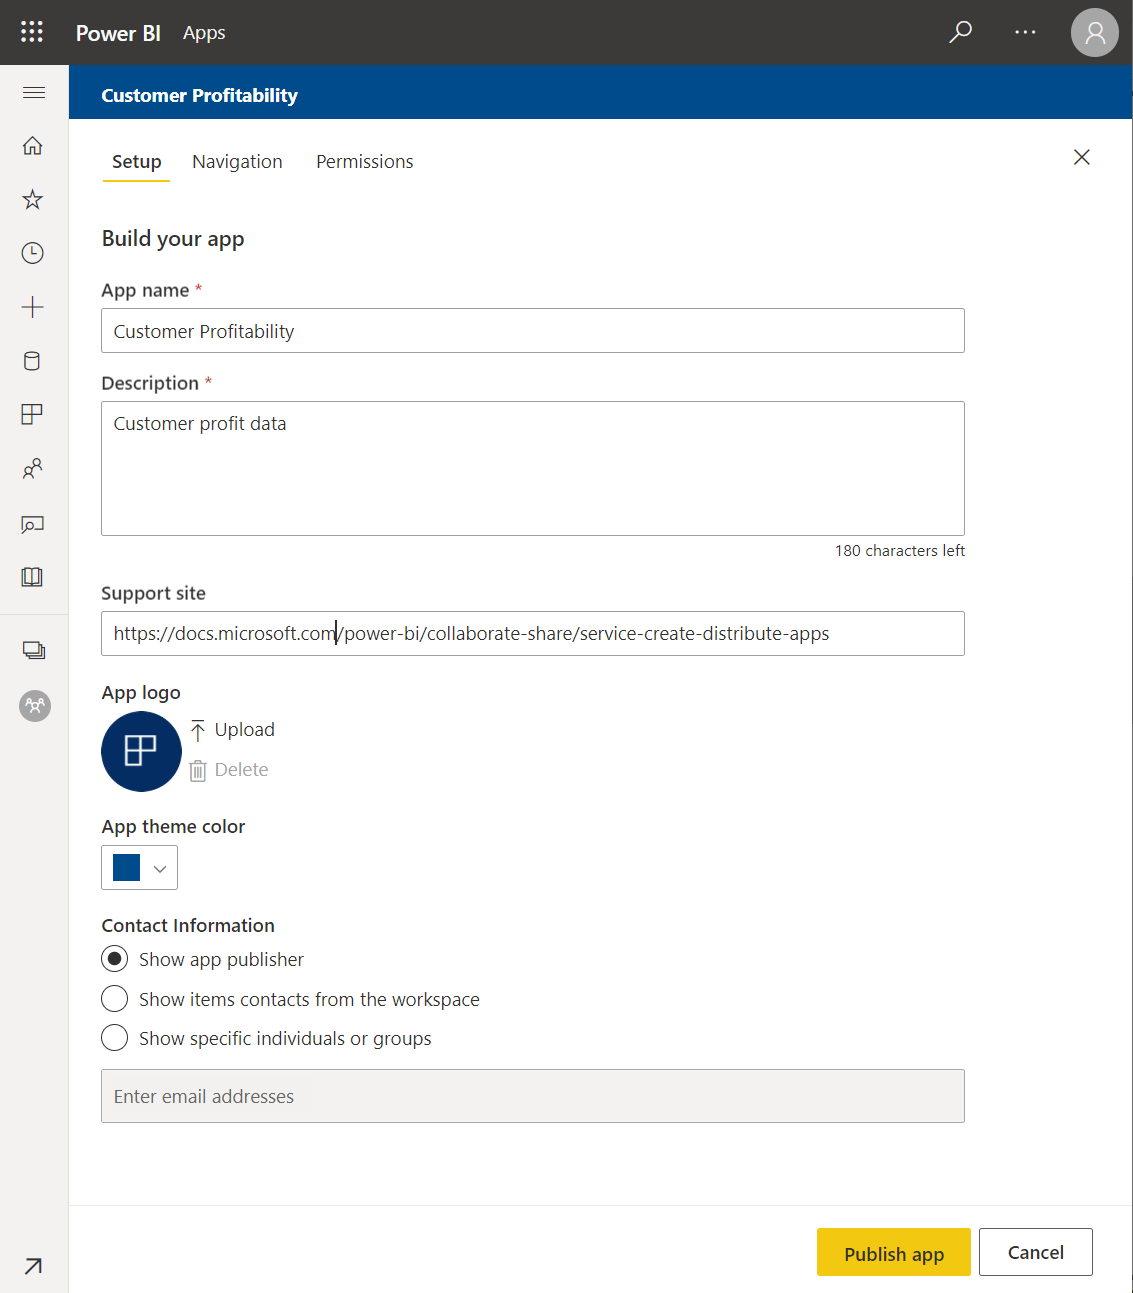 Power BI Apps
Customer Profitability
Setup Navigation Permissions
Build your app
App name *
Customer Profitability
Description *
Customer profit data
180 characters left
Support site
https://docs.microsoft.com/power-bi/collaborate-share/service-create-distribute-apps
App logo
Upload
Delete
App theme color
Contact Information
Show app publisher
Show items contacts from the workspace
Show specific individuals or groups
Enter email addresses
Publish app Cancel